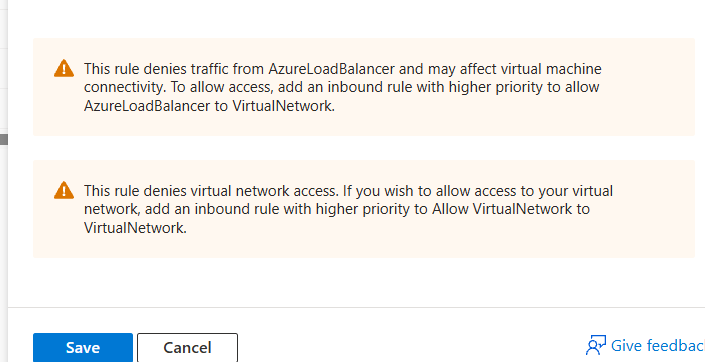 This rule denies traffic from AzureLoadBalancer and may affect virtual machine
connectivity. To allow access, add an inbound rule with higher priority to allow
AzureLoadBalancer to VirtualNetwork.
This rule denies virtual network access. If you wish to allow access to your virtual
network, add an inbound rule with higher priority to Allow VirtualNetwork to
VirtualNetwork.
Save
Cancel
Give feedbac